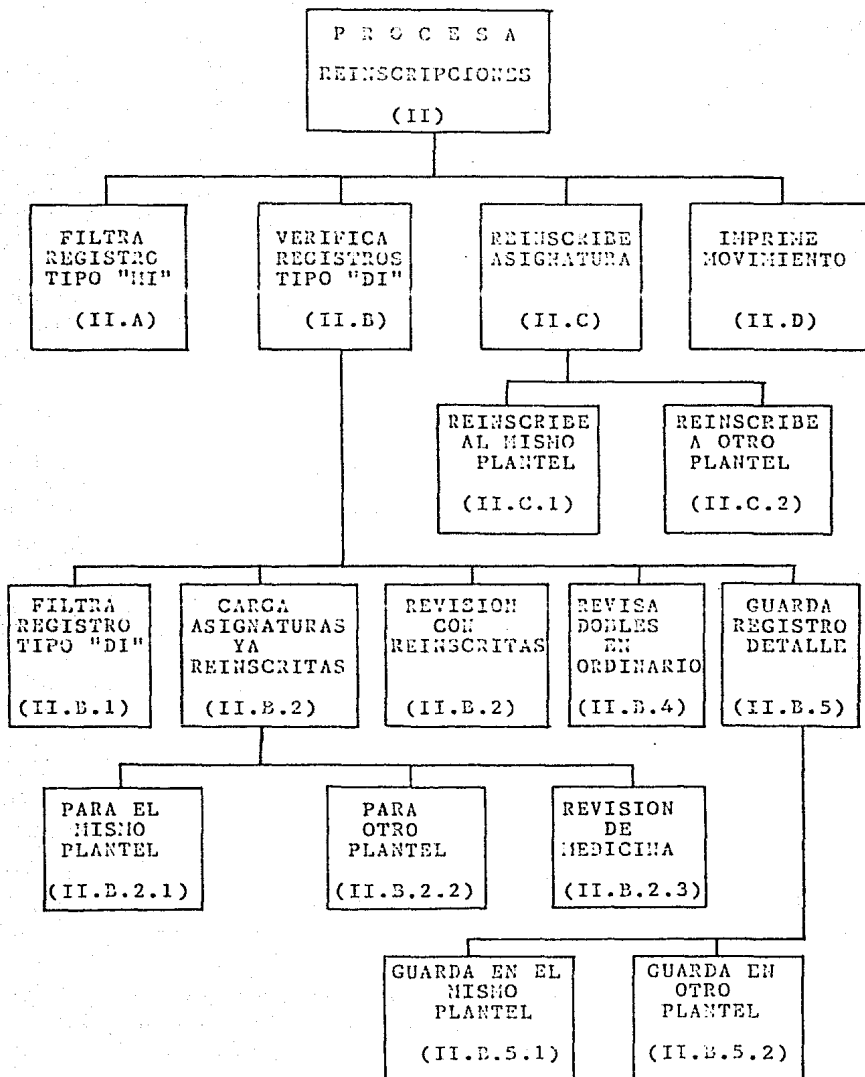 P R O C E S A
REINSCRIPCIONSS
(II)
FILTRA
REGISTRO
TIPO "MI"
(II.A)
VERIFICA
REGISTROS
TIPO "DI"
(II.B)
REINSCRIBE
ASIGNATURA
(II.C)
IMPRIME
MOVIMIENTO
(II.D)
REINSCRIBE
AL MISMO
PLANTEL
(II.C.1)
REINSCRIBE
A OTRO
PLANTEL
(II.C.2)
FILTRA
REGISTRO
TIPO "DI"
(II.B.1)
CARGA
ASIGNATURAS
YA
REINSCRITAS
(II.B.2)
REVISION
CON
REINSCRITAS
(II.B.2)
REVISA
DOBLES
EN
ORDINARIO
(II.B.4)
GUARDA
REGISTRO
DETALLE
(II.B.5)
PARA EL
MISMO
PLANTEL
(II.B.2.1)
PARA
OTRO
PLANTEL
(II.B.2.2)
REVISION
DE
MEDICINA
(II.B.2.3)
GUARDA EN EL
MISMO
PLANTEL
(II.B.5.1)
GUARDA EN
OTRO
PLANTEL
(II.B.5.2)